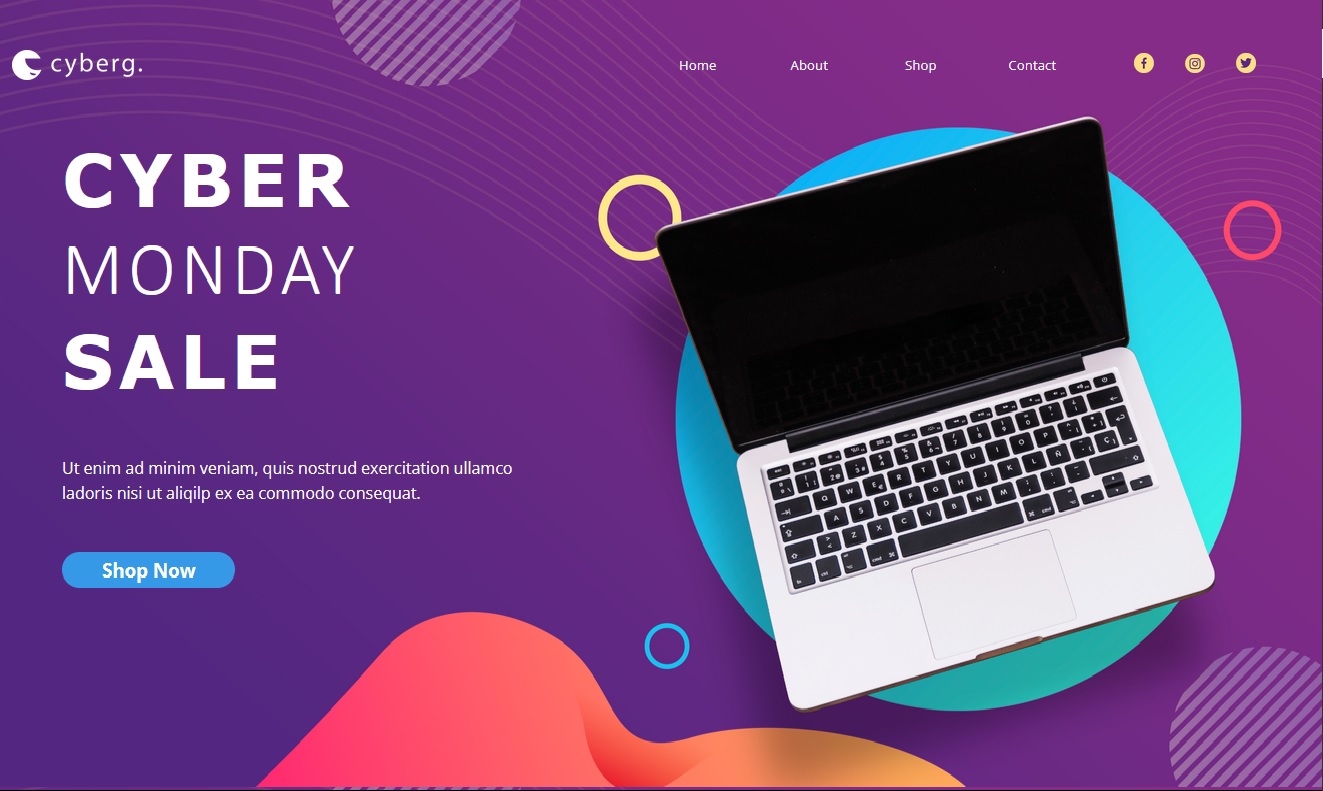 cyberg.
Home About Shop Contact
CYBER
MONDAY
SALE
Ut enim ad minim veniam, quis nostrud exercitation ullamco
ladoris nisi ut aliqilp ex ea commodo consequat.
Shop Now